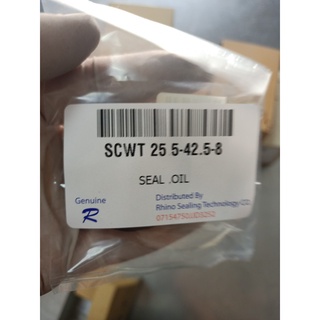 SCWT 25 5-42.5-8
SEAL .OIL
Genuine
R
Distributed By
Rhino Sealing Technology CO.